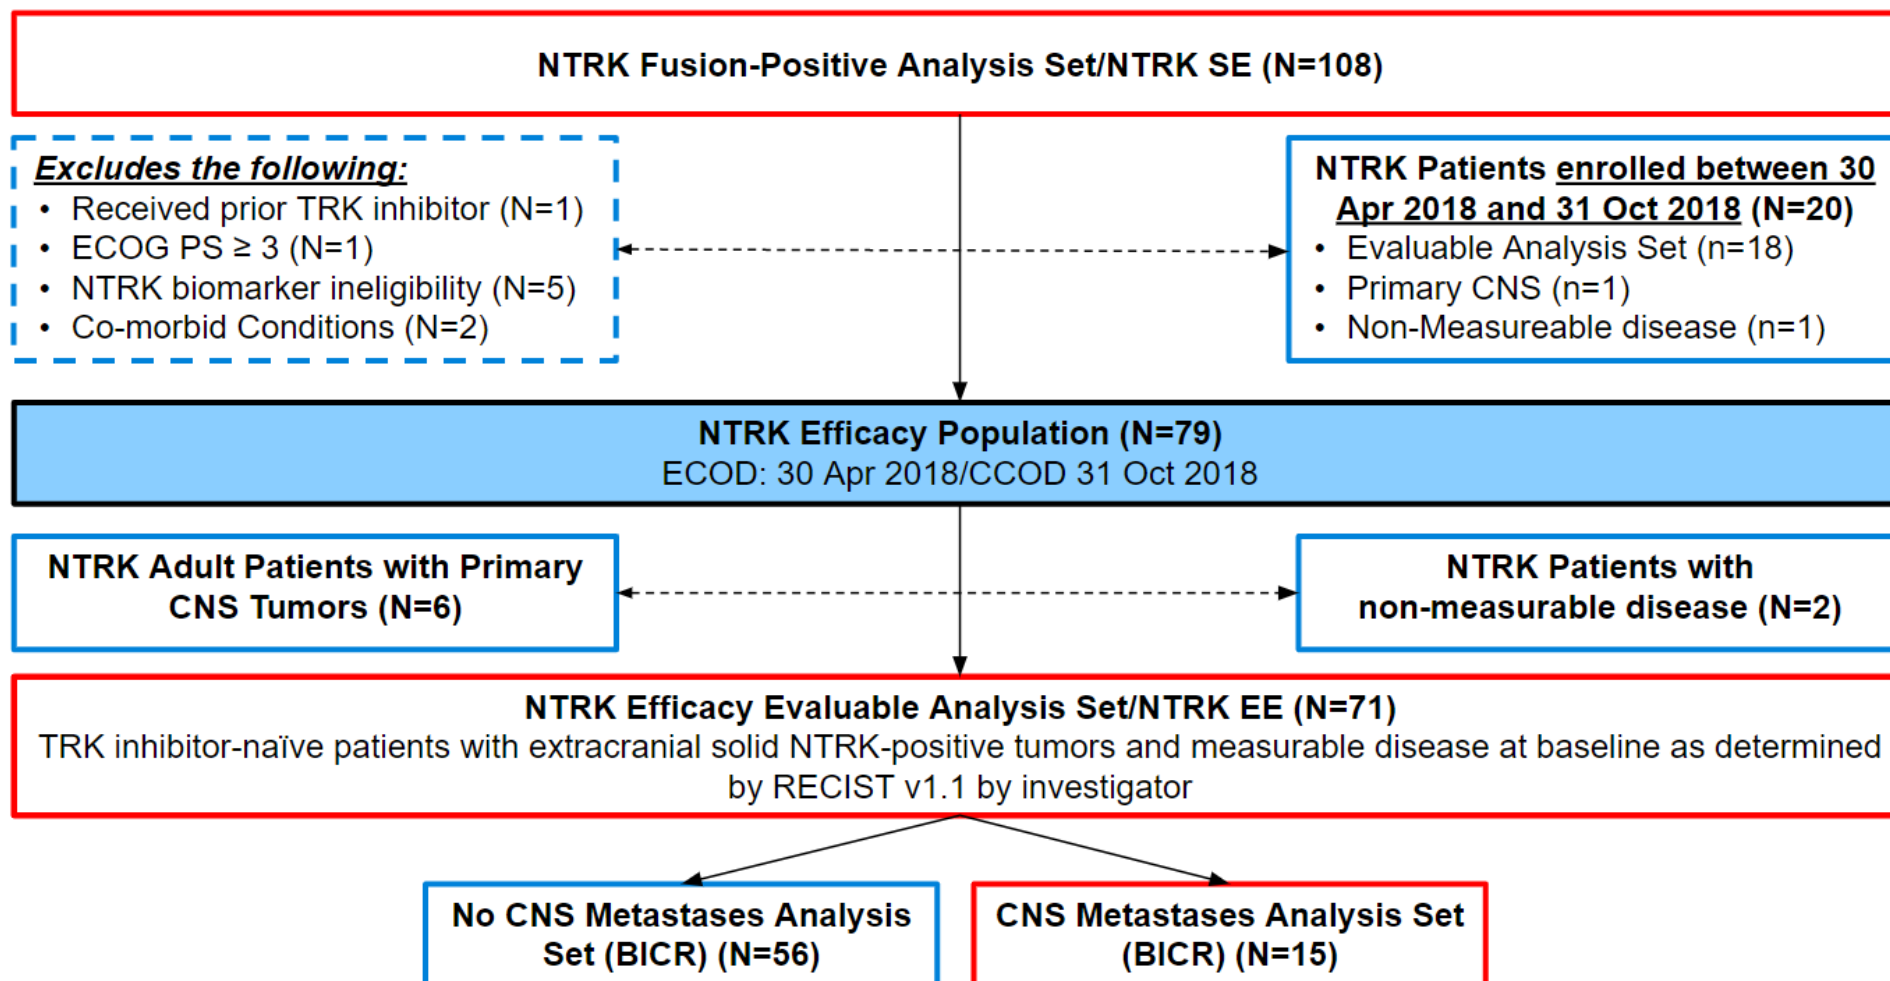 NTRK Fusion-Positive Analysis Set/NTRK SE (N=108)
Excludes the following:
• Received prior TRK inhibitor (N=1)
• ECOG PS ≥ 3 (N=1)
• NTRK biomarker ineligibility (N=5)
• Co-morbid Conditions (N=2)
NTRK Patients enrolled between 30
Apr 2018 and 31 Oct 2018 (N=20)
• Evaluable Analysis Set (n=18)
• Primary CNS (n=1)
• Non-Measureable disease (n=1)
NTRK Efficacy Population (N=79)
ECOD: 30 Apr 2018/CCOD 31 Oct 2018
NTRK Adult Patients with Primary
CNS Tumors (N=6)
NTRK Patients with
non-measurable disease (N=2)
NTRK Efficacy Evaluable Analysis Set/NTRK EE (N=71)
TRK inhibitor-naïve patients with extracranial solid NTRK-positive tumors and measurable disease at baseline as determined
by RECIST v1.1 by investigator
No CNS Metastases Analysis
Set (BICR) (N=56)
CNS Metastases Analysis Set
(BICR) (N=15)